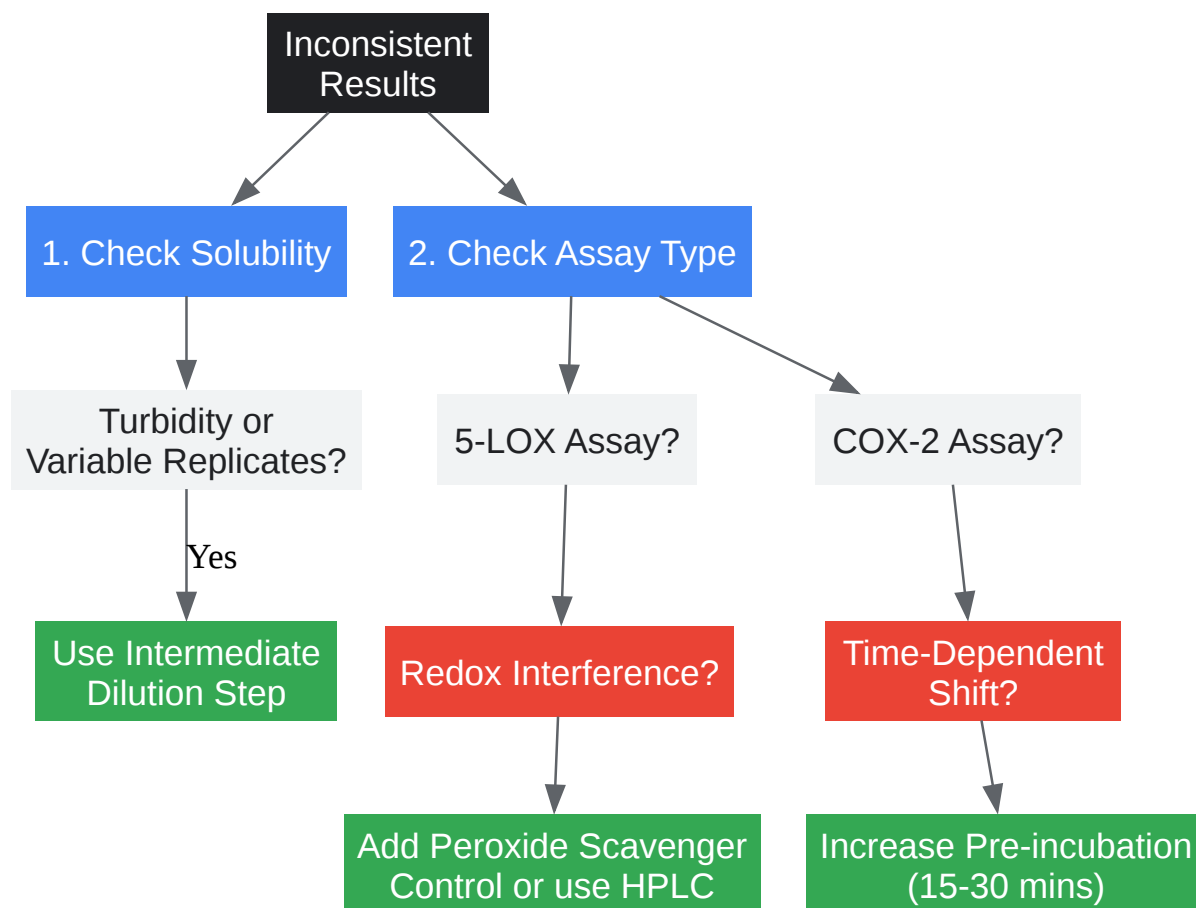 Inconsistent
Results
1. Check Solubility
2. Check Assay Type
Turbidity or
Variable Replicates?
5-LOX Assay?
COX-2 Assay?
Yes
Use Intermediate
Dilution Step
Redox Interference?
Time-Dependent
Shift?
Add Peroxide Scavenger
Control or use HPLC
Increase Pre-incubation
(15-30 mins)